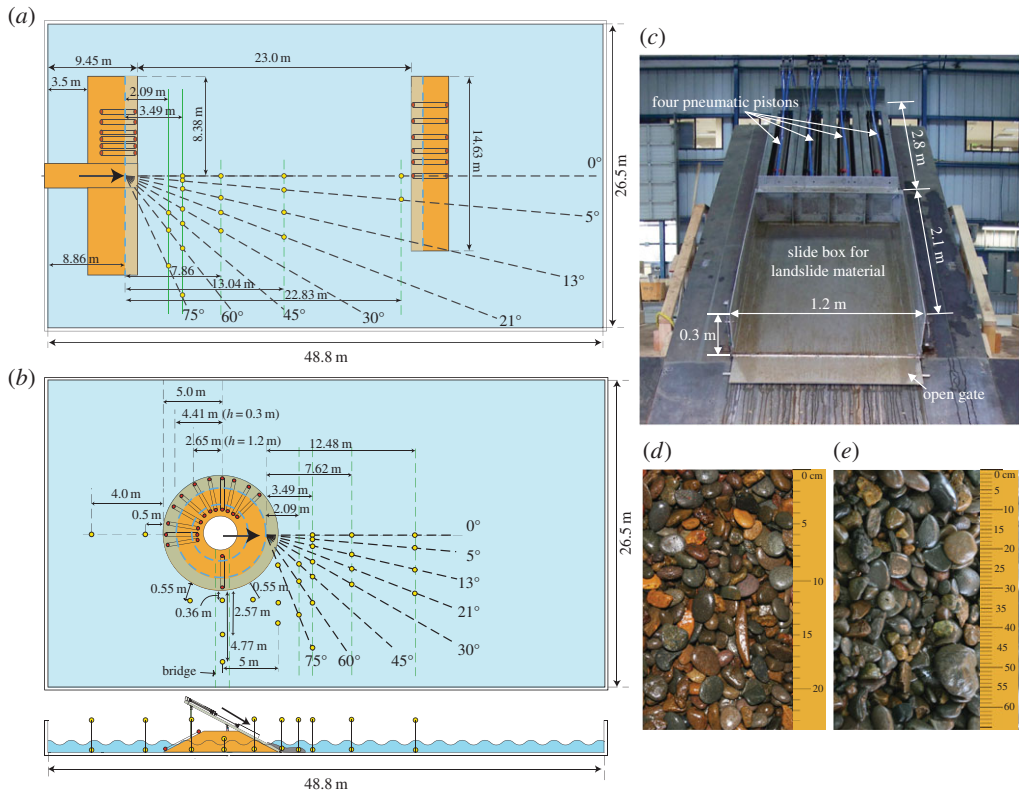 (a)
9.45 m
23.0 m
3.5 m
2.09 m
3.49 m
8.38 m
14.63 m
0°
5°
13°
21°
30°
45°
60°
75°
8.86 m
7.86
13.04 m
22.83 m
26.5 m
48.8 m
(b)
5.0 m
4.41 m (h = 0.3 m)
2.65 m (h = 1.2 m)
12.48 m
7.62 m
4.0 m
3.49 m
0.5 m
2.09 m
0°
5°
13°
21°
30°
45°
60°
75°
0.55 m
0.55 m
0.36 m
2.57 m
4.77 m
5 m
bridge
26.5 m
48.8 m
(c)
four pneumatic pistons
2.8 m
2.1 m
slide box for
landslide material
1.2 m
0.3 m
open gate
(d)
0 cm
5
10
15
20
(e)
0 cm
5
10
15
20
25
30
35
40
45
50
55
60